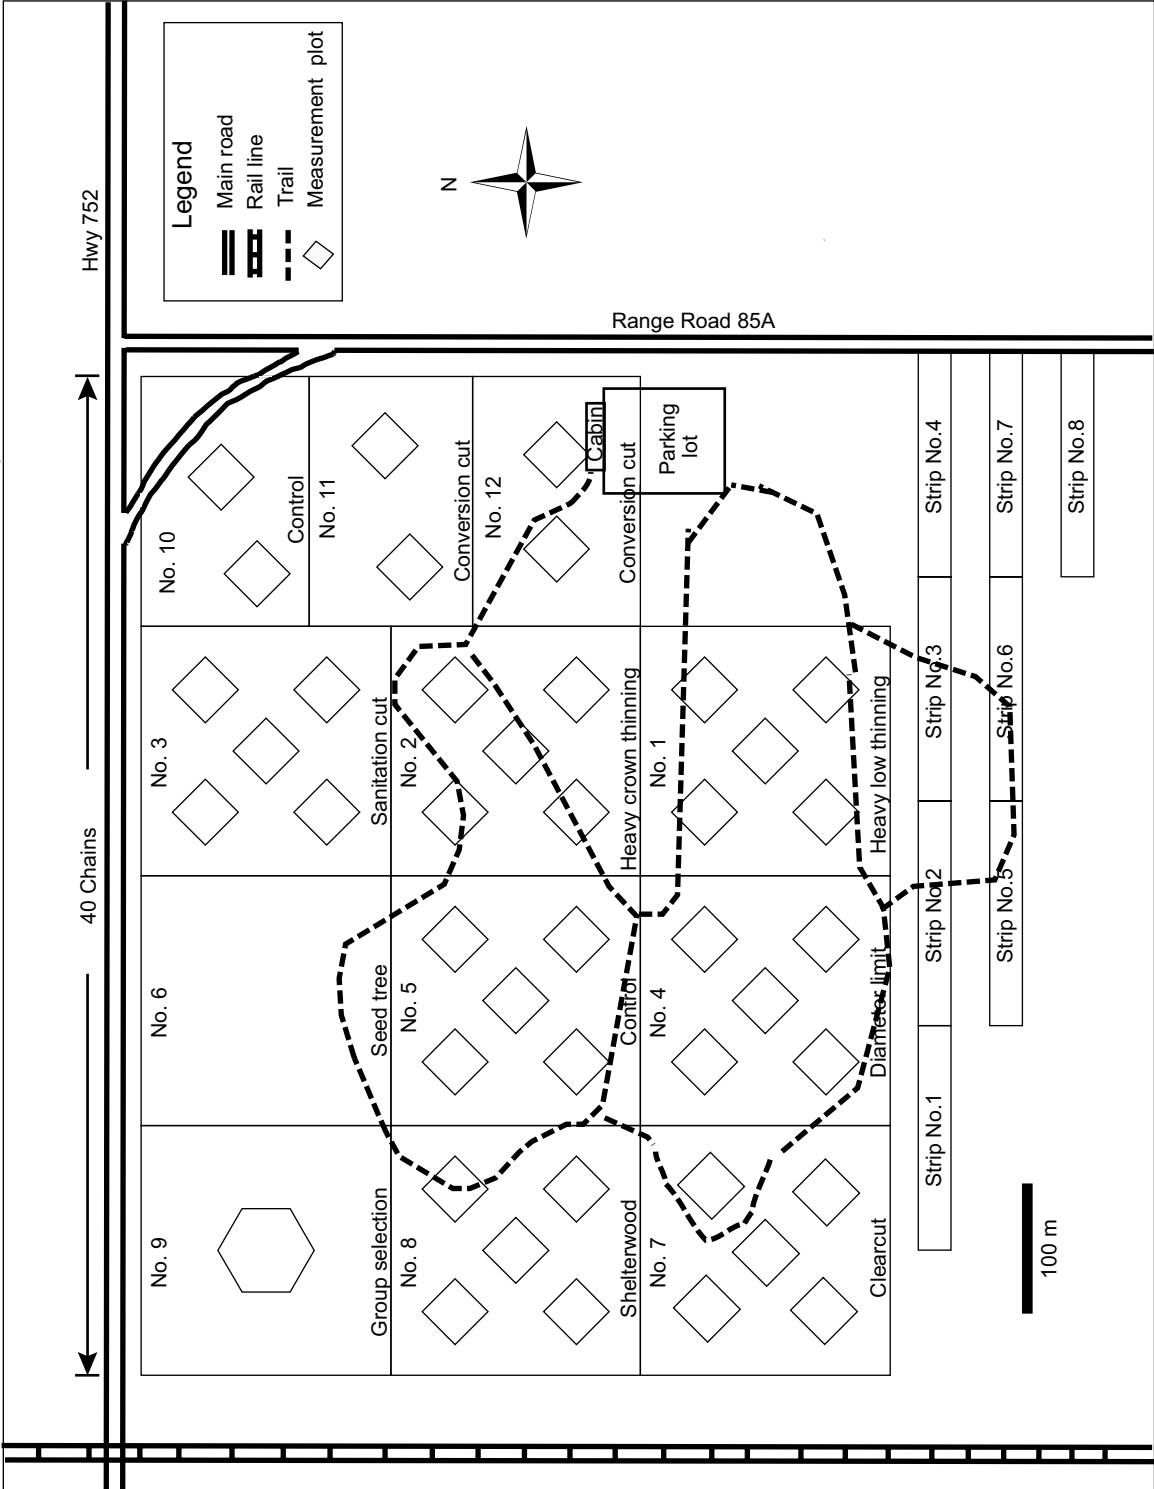 Hwy 752
Legend
Main road
Rail line
Trail
Measurement plot
N
Range Road 85A
40 Chains
No. 10
Control
No. 11
Conversion cut
No. 12
Conversion cut
Cabin
Parking
lot
No. 3
Sanitation cut
No. 2
Heavy crown thinning
No. 1
Heavy low thinning
No. 6
Seed tree
No. 5
Control
No. 4
Diameter limit
No. 9
Group selection
No. 8
Shelterwood
No. 7
Clearcut
Strip No.4
Strip No.3
Strip No.2
Strip No.1
Strip No.7
Strip No.6
Strip No.5
Strip No.8
100 m